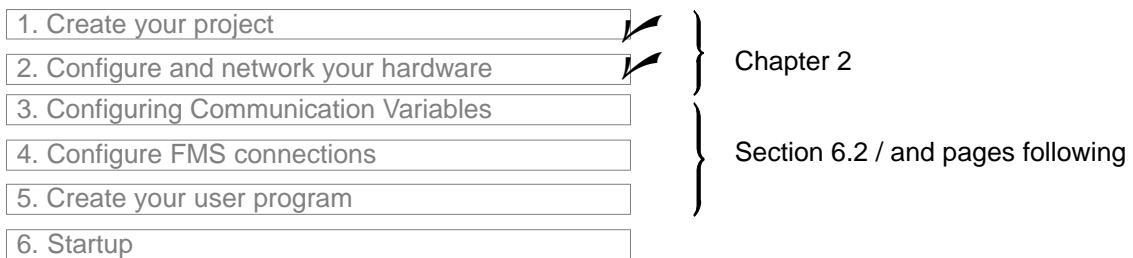 1. Create your project
2. Configure and network your hardware
Chapter 2
3. Configuring Communication Variables
4. Configure FMS connections
Section 6.2 / and pages following
5. Create your user program
6. Startup